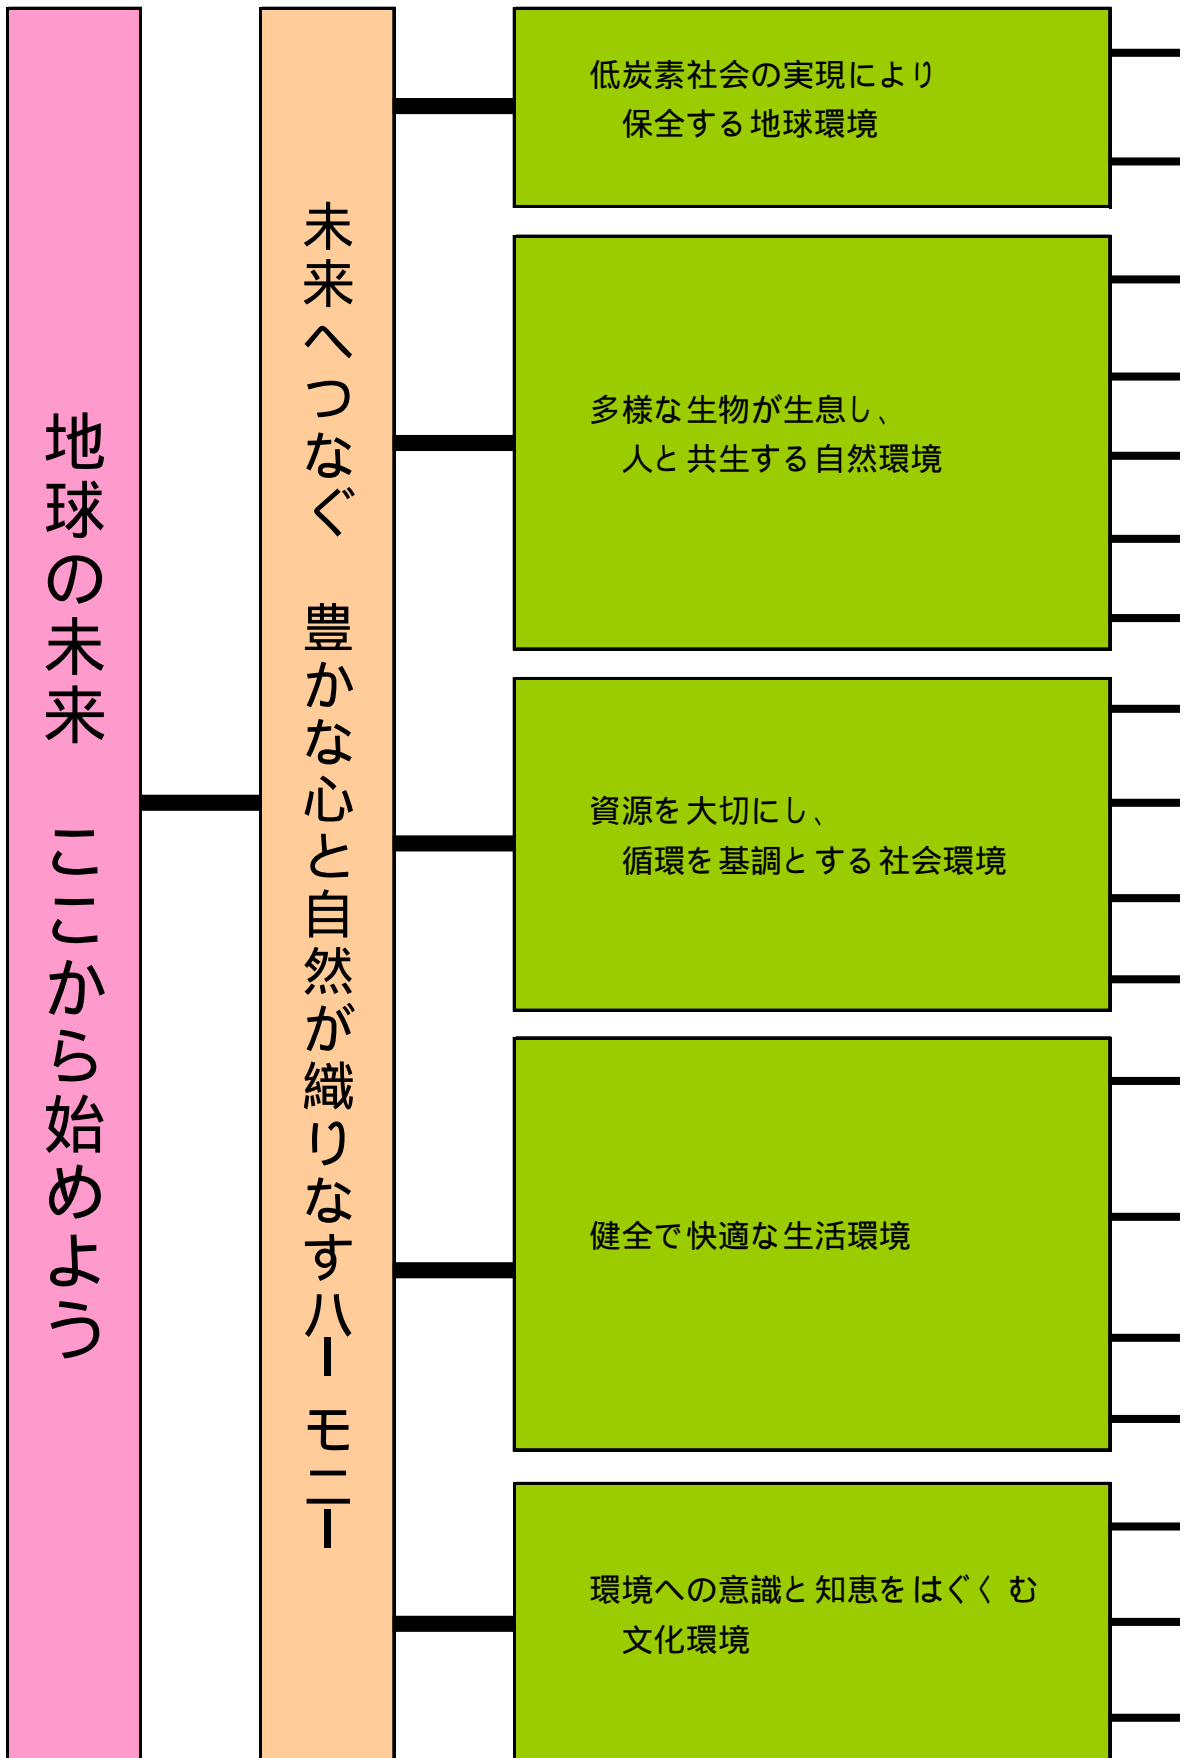 地球の未来　ここから始めよう
未来へつなぐ　豊かな心と自然が織りなすハーモニー
低炭素社会の実現により
保全する地球環境
多様な生物が生息し、
人と共生する自然環境
資源を大切にし、
循環を基調とする社会環境
健全で快適な生活環境
環境への意識と知恵をはぐくむ
文化環境